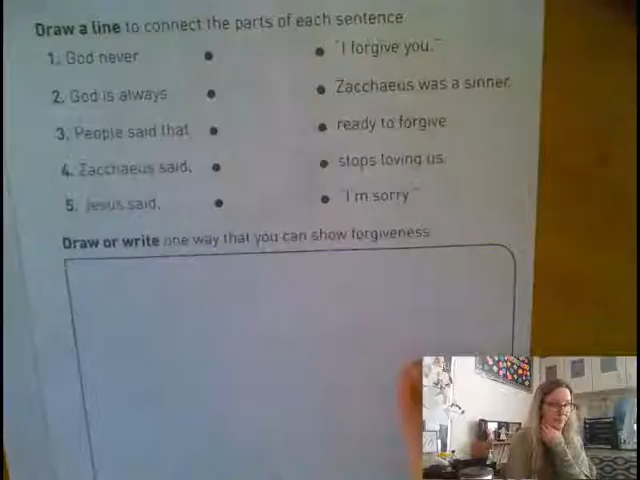 Draw a line to connect the parts of each sentence.
1. God never • • "I forgive you."
2. God is always • • Zacchaeus was a sinner.
3. People said that • • ready to forgive
4. Zacchaeus said, • • stops loving us.
5. Jesus said, • • "I'm sorry."
Draw or write one way that you can show forgiveness.